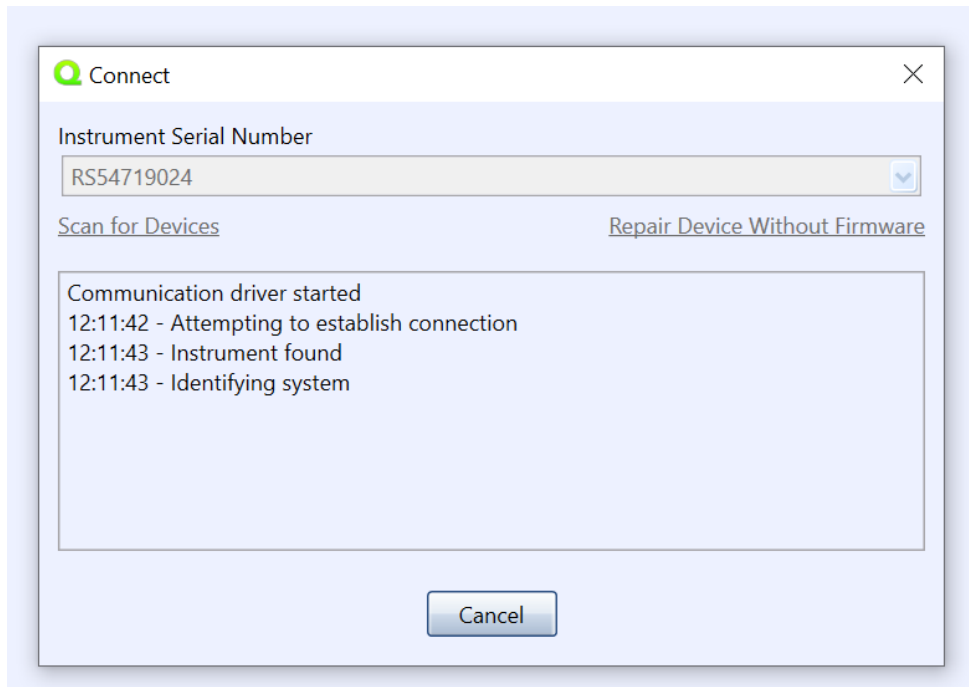 Connect
Instrument Serial Number
RS54719024
Scan for Devices
Repair Device Without Firmware
Communication driver started
12:11:42 - Attempting to establish connection
12:11:43 - Instrument found
12:11:43 - Identifying system
Cancel